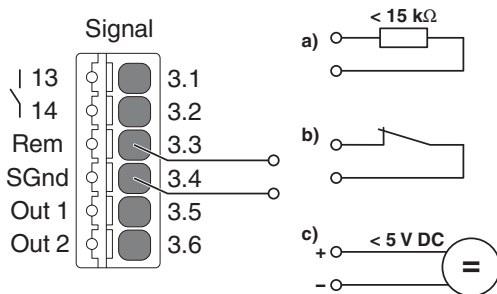 Signal
13 3.1
14 3.2
Rem 3.3
SGnd 3.4
Out 1 3.5
Out 2 3.6
a) < 15 kΩ
b)
c) < 5 V DC
+
–
=